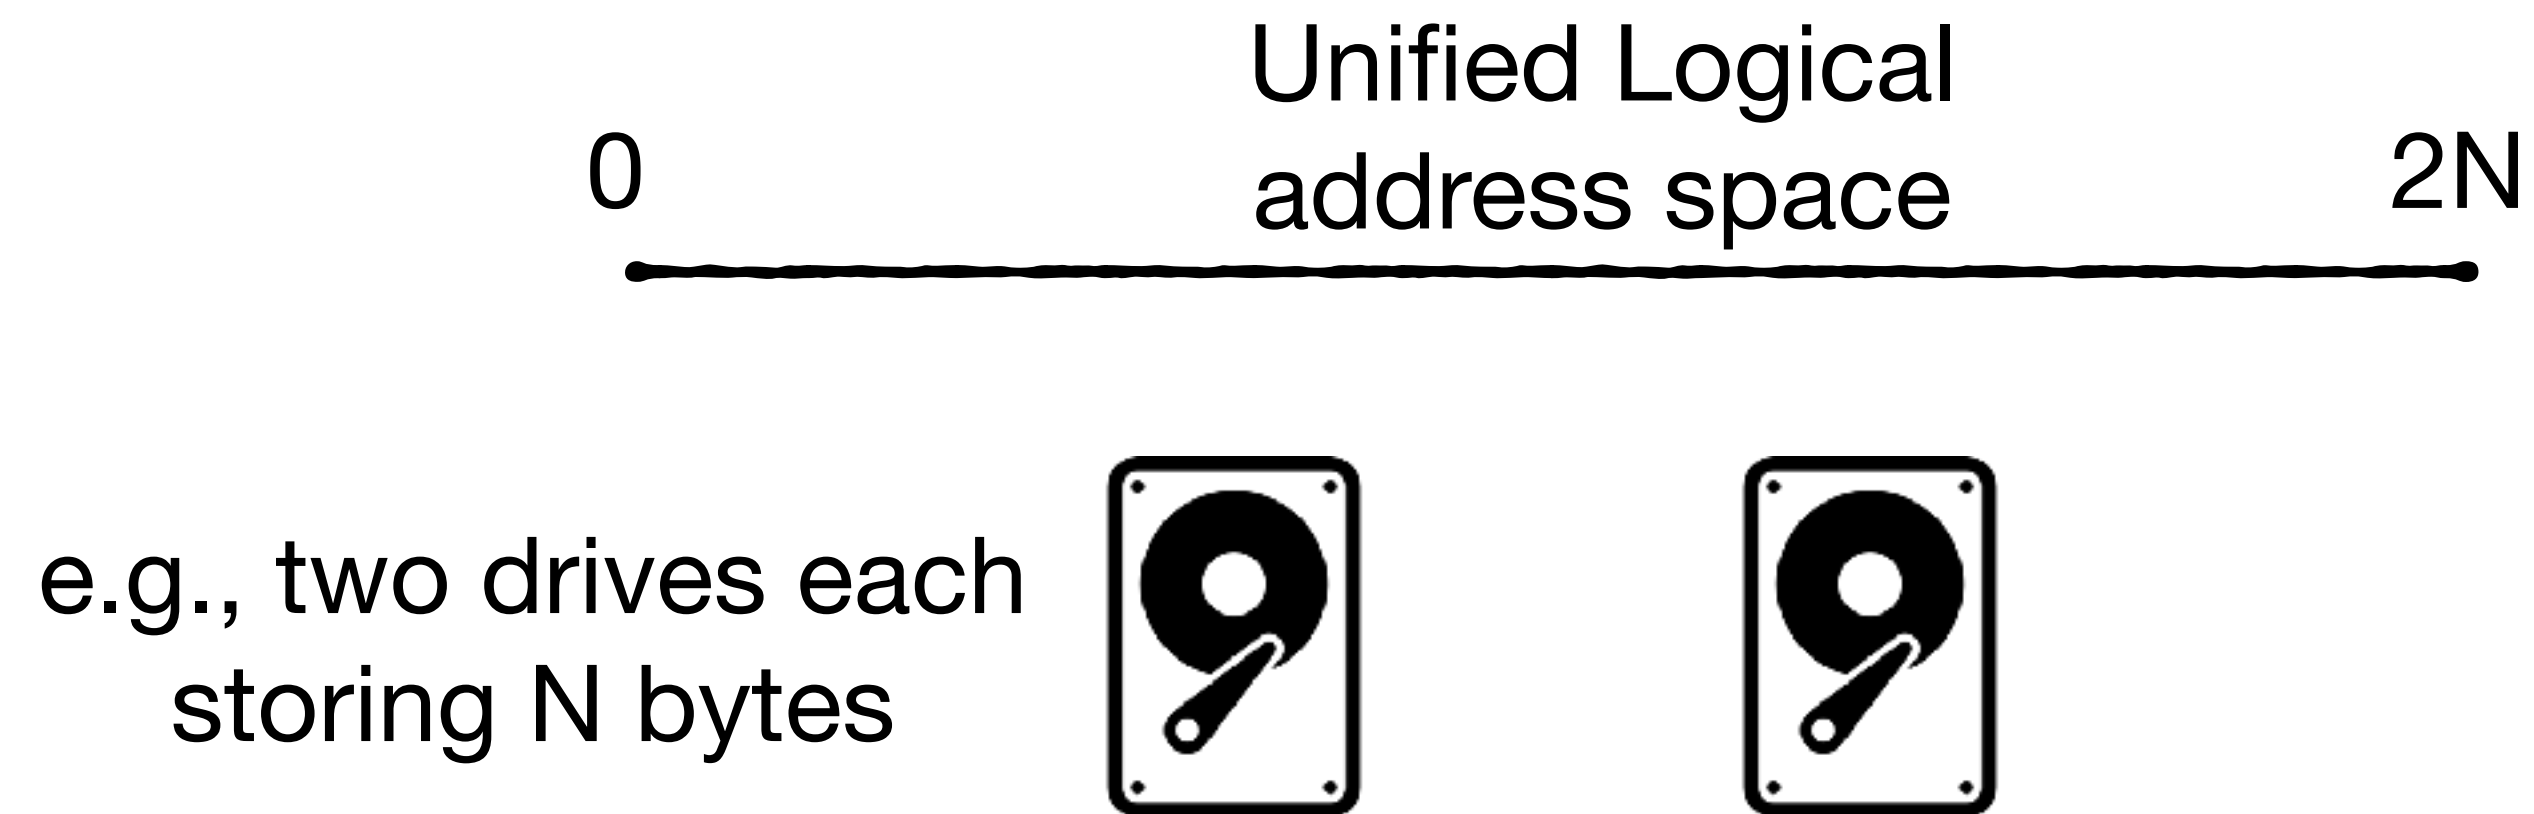 Unified Logical
address space
0
2N
e.g., two drives each
storing N bytes